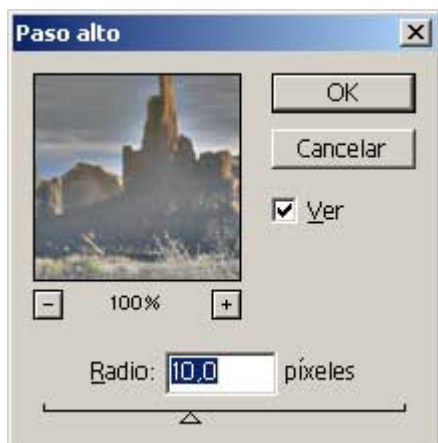 Paso alto
OK
Cancelar
Ver
- 100% +
Radio: 10,0 píxeles